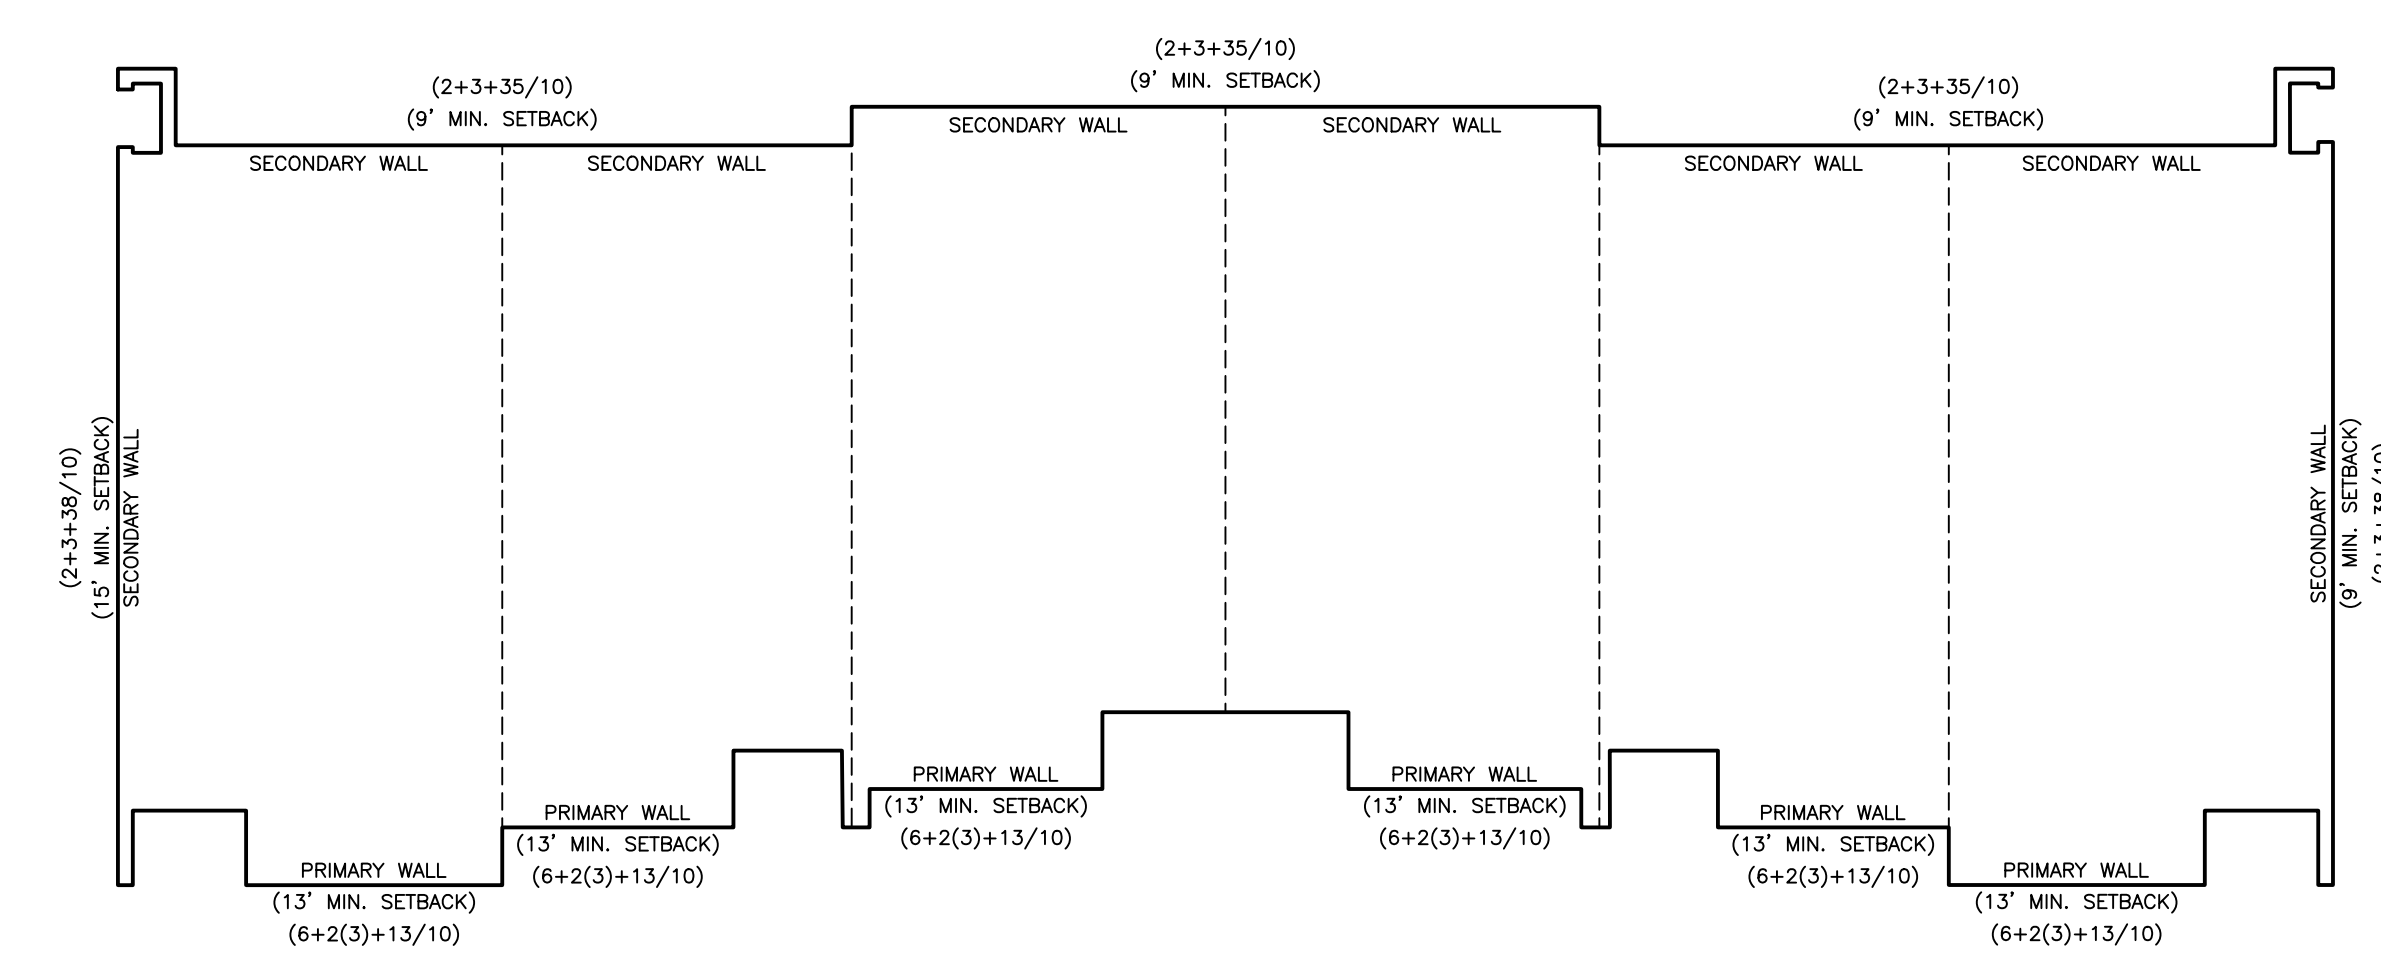 (2+3+35/10)
(9' MIN. SETBACK)
SECONDARY WALL
SECONDARY WALL
(2+3+35/10)
(9' MIN. SETBACK)
SECONDARY WALL
SECONDARY WALL
(2+3+35/10)
(9' MIN. SETBACK)
SECONDARY WALL
SECONDARY WALL
(2+3+38/10)
(15' MIN. SETBACK)
SECONDARY WALL
SECONDARY WALL
(9' MIN. SETBACK)
PRIMARY WALL
(13' MIN. SETBACK)
(6+2(3)+13/10)
PRIMARY WALL
(13' MIN. SETBACK)
(6+2(3)+13/10)
PRIMARY WALL
(13' MIN. SETBACK)
(6+2(3)+13/10)
PRIMARY WALL
(13' MIN. SETBACK)
(6+2(3)+13/10)
PRIMARY WALL
(13' MIN. SETBACK)
(6+2(3)+13/10)
PRIMARY WALL
(13' MIN. SETBACK)
(6+2(3)+13/10)